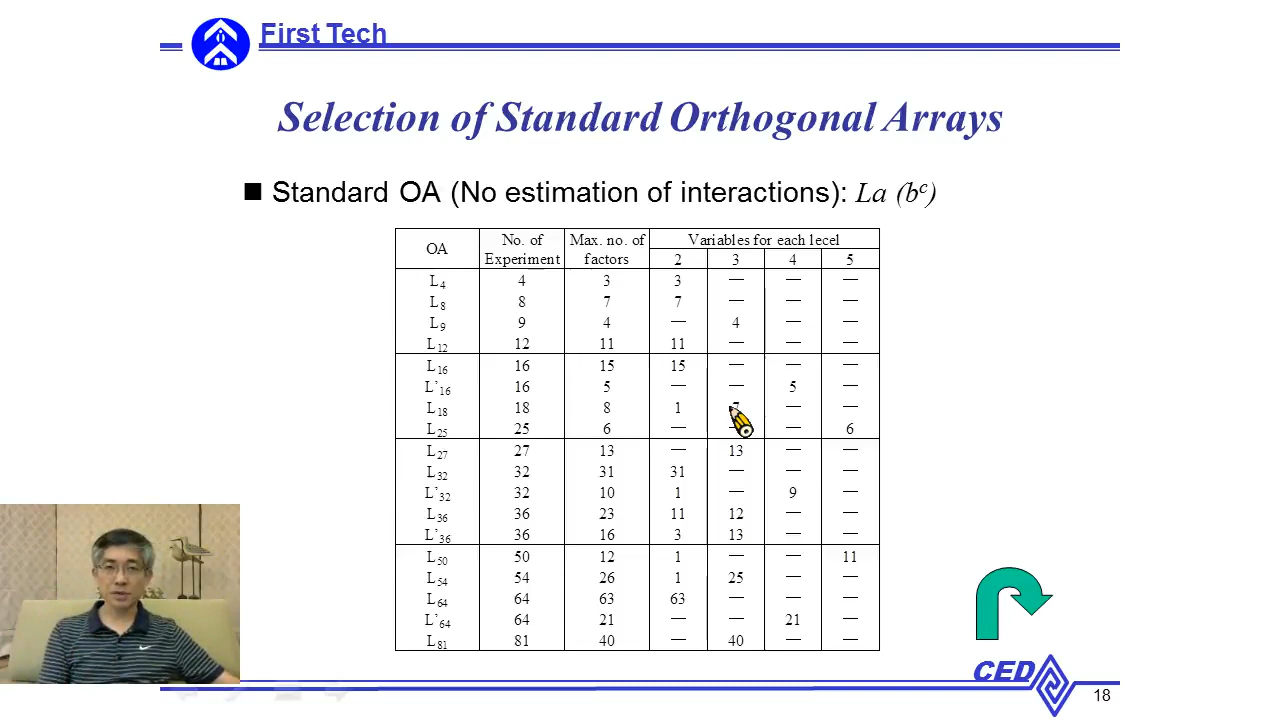 First Tech
Selection of Standard Orthogonal Arrays
Standard OA (No estimation of interactions): La (bᶜ)
OA No. of Experiment Max. no. of factors Variables for each lecel
2 3 4 5
L4 4 3 3 — — —
L8 8 7 7 — — —
L9 9 4 — 4 — —
L12 12 11 11 — — —
L16 16 15 15 — — —
L'16 16 5 — — 5 —
L18 18 8 1 7 — —
L25 25 6 — — — 6
L27 27 13 — 13 — —
L32 32 31 31 — — —
L'32 32 10 1 — 9 —
L36 36 23 11 12 — —
L'36 36 16 3 13 — —
L50 50 12 1 — — 11
L54 54 26 1 25 — —
L64 64 63 63 — — —
L'64 64 21 — — 21 —
L81 81 40 — 40 — —
CED
18